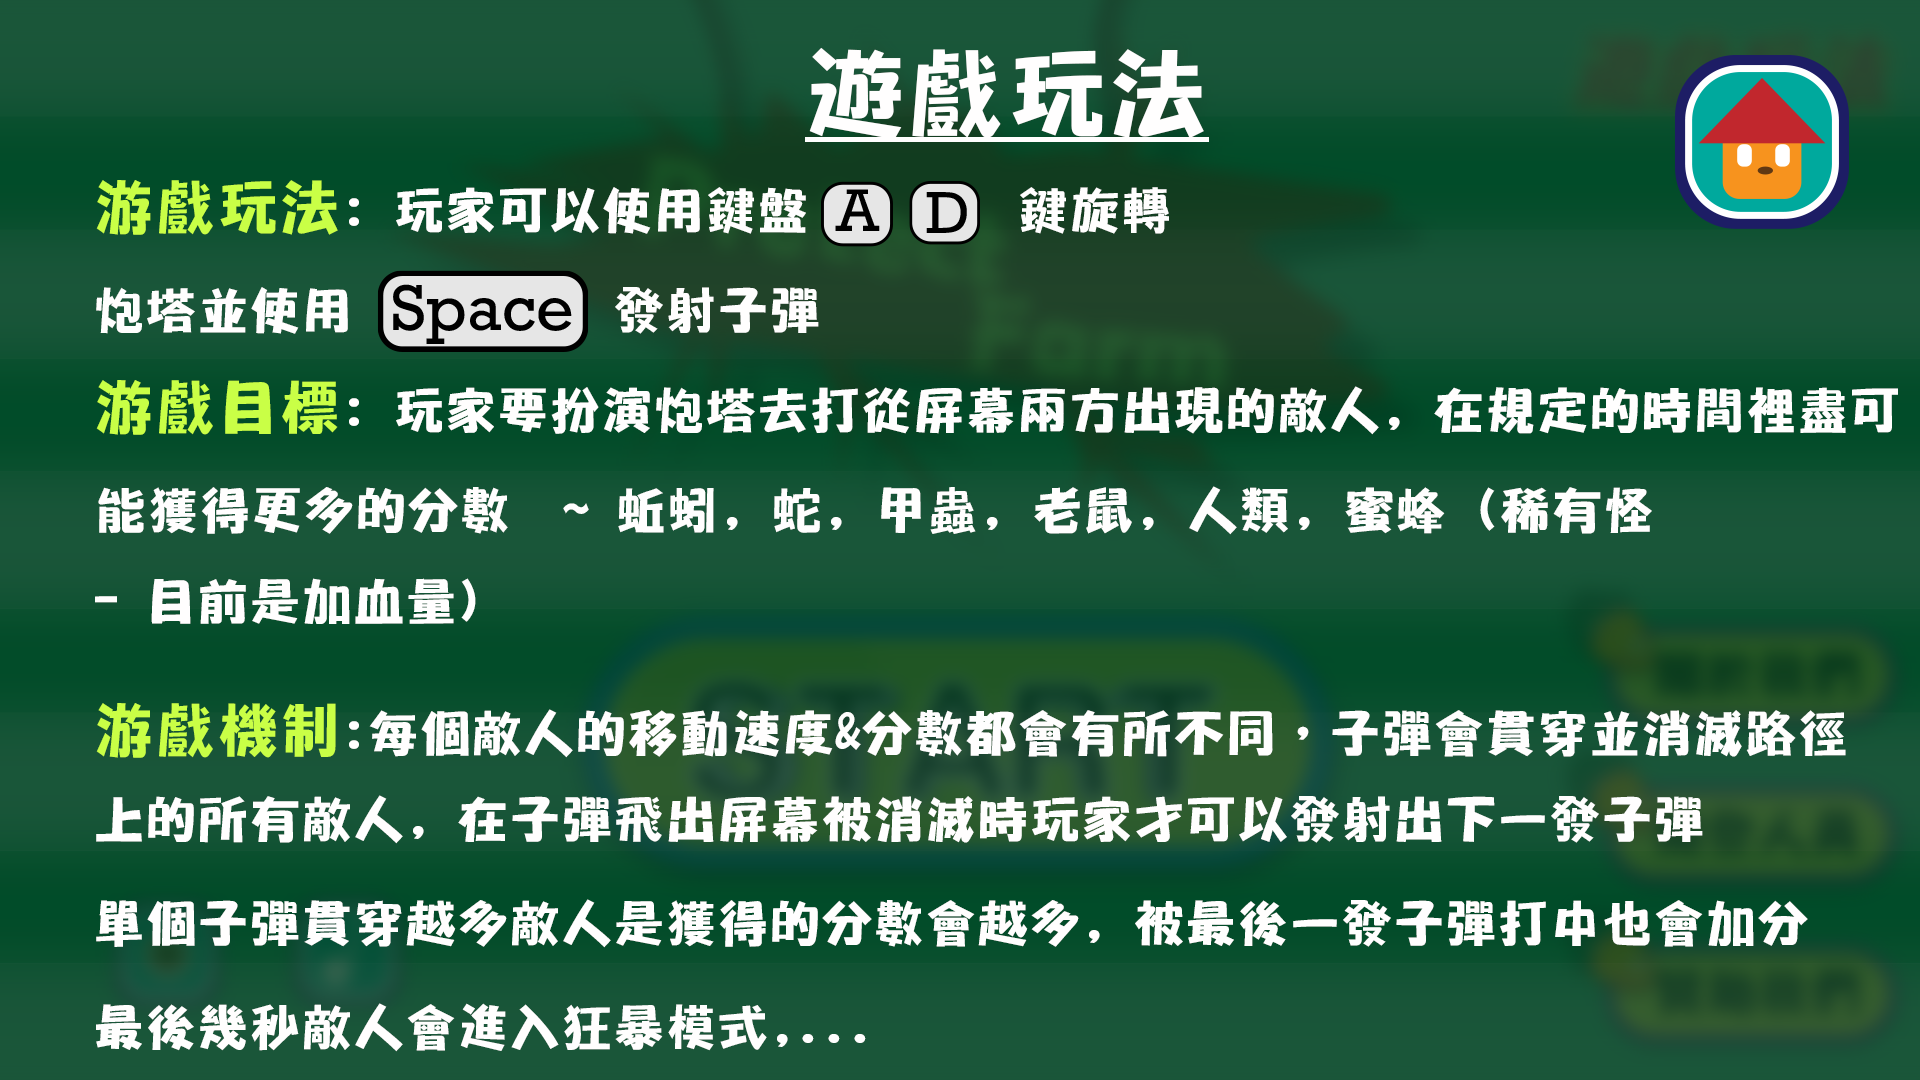 遊戲玩法
游戲玩法: 玩家可以使用鍵盤 A D 鍵旋轉
炮塔並使用 Space 發射子彈
游戲目標: 玩家要扮演炮塔去打從屏幕兩方出現的敵人, 在規定的時間裡盡可
能獲得更多的分數 ~ 蚯蚓, 蛇, 甲蟲, 老鼠, 人類, 蜜蜂 (稀有怪
- 目前是加血量)
游戲機制:每個敵人的移動速度&分數都會有所不同，子彈會貫穿並消滅路徑
上的所有敵人, 在子彈飛出屏幕被消滅時玩家才可以發射出下一發子彈
單個子彈貫穿越多敵人是獲得的分數會越多, 被最後一發子彈打中也會加分
最後幾秒敵人會進入狂暴模式,...
Farm
START